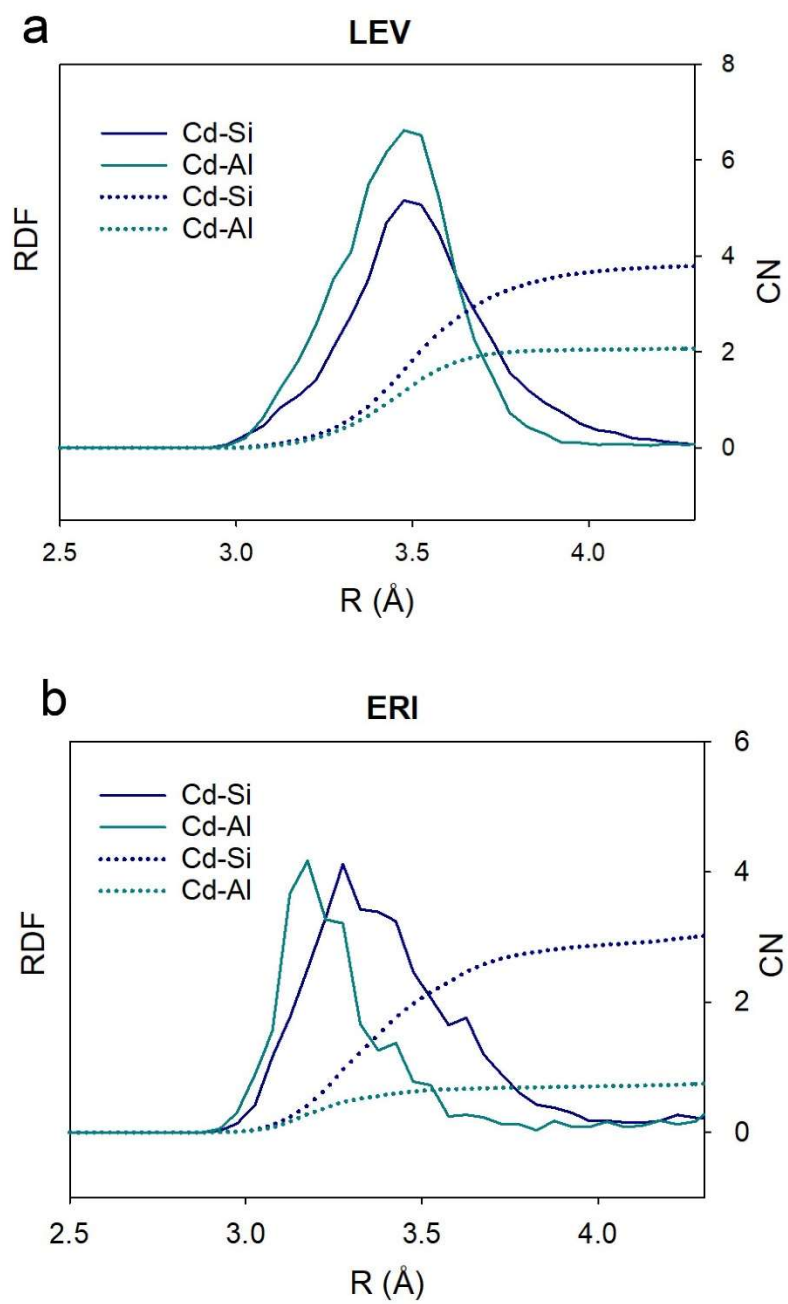 a
LEV
8
6
4
2
0
Cd-Si
Cd-Al
Cd-Si
Cd-Al
RDF
CN
2.5 3.0 3.5 4.0
R (Å)
b
ERI
6
4
2
0
Cd-Si
Cd-Al
Cd-Si
Cd-Al
RDF
CN
2.5 3.0 3.5 4.0
R (Å)